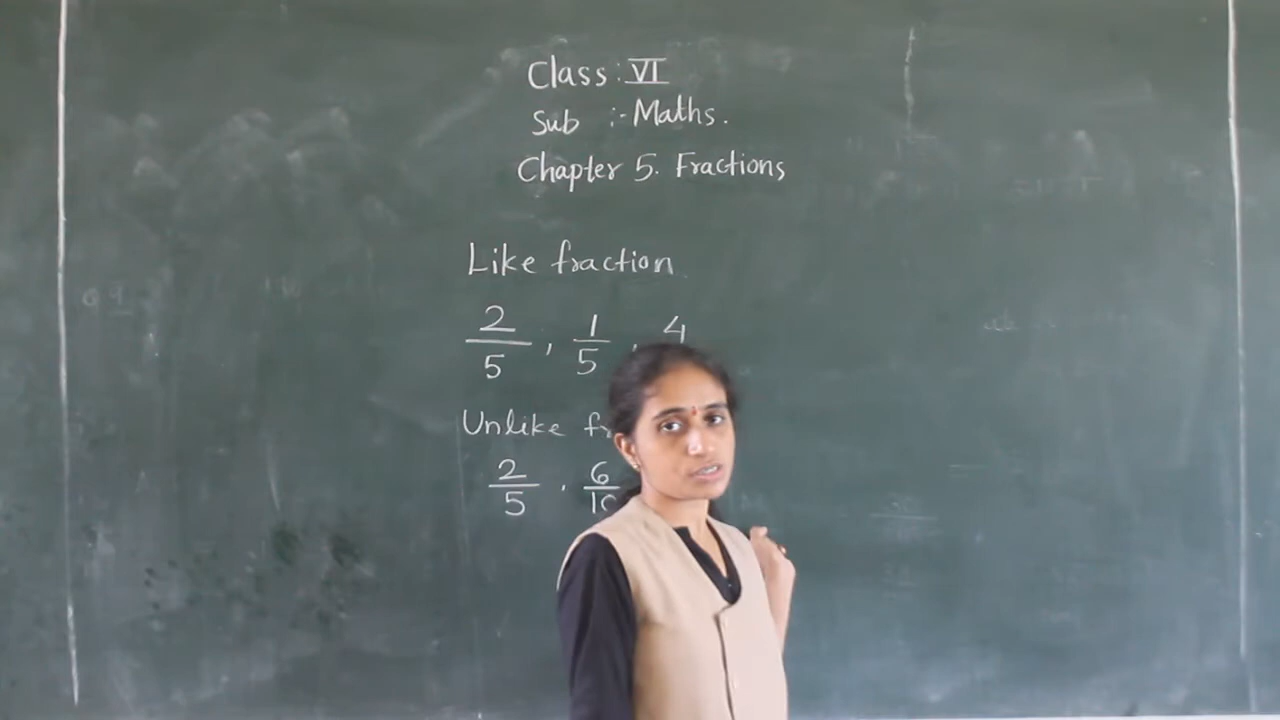 Class : VI
Sub :- Maths.
Chapter 5. Fractions
Like fraction
2/5, 1/5, 4
Unlike
2/5, 6/10